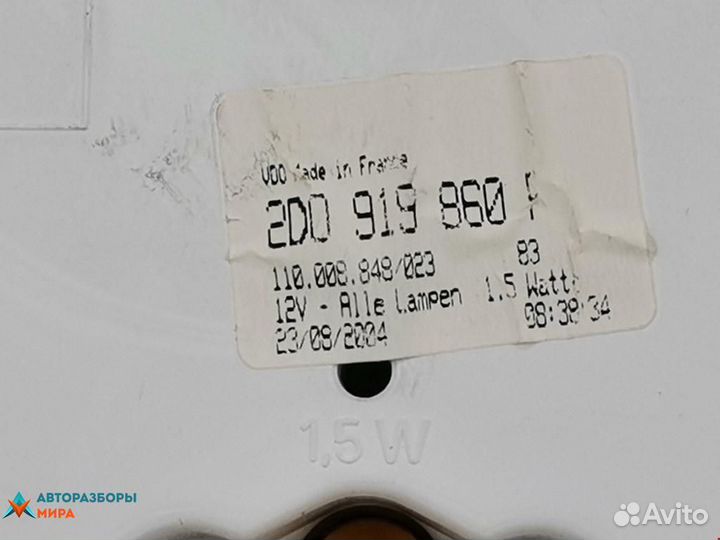 VDO Made in France
2D0 919 860
110.008.848/023 83
12V - Alle Lampen 1.5 Watt
23/08/2004 08:38:34
1.5W
АВТОРАЗБОРЫ
МИРА
Avito